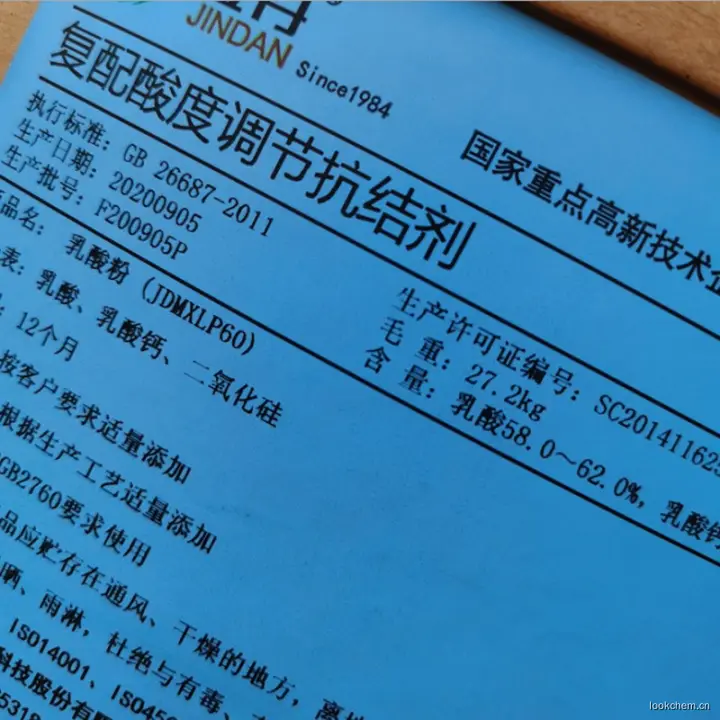 JINDAN Since1984
国家重点高新技术企
复配酸度调节抗结剂
执行标准: GB 26687-2011
生产日期: 20200905
生产批号: F200905P
生产许可证编号: SC201411625
品名: 乳酸粉 (JDMXLP60)
毛 重: 27.2kg
表: 乳酸、乳酸钙、二氧化硅
含 量: 乳酸58.0~62.0%, 乳酸钙
: 12个月
按客户要求适量添加
根据生产工艺适量添加
GB2760要求使用
品应贮存在通风、干燥的地方, 离地
晒、雨淋, 杜绝与有毒、
ISO14001、ISO450
科技股份有限
5318
lookchem.cn